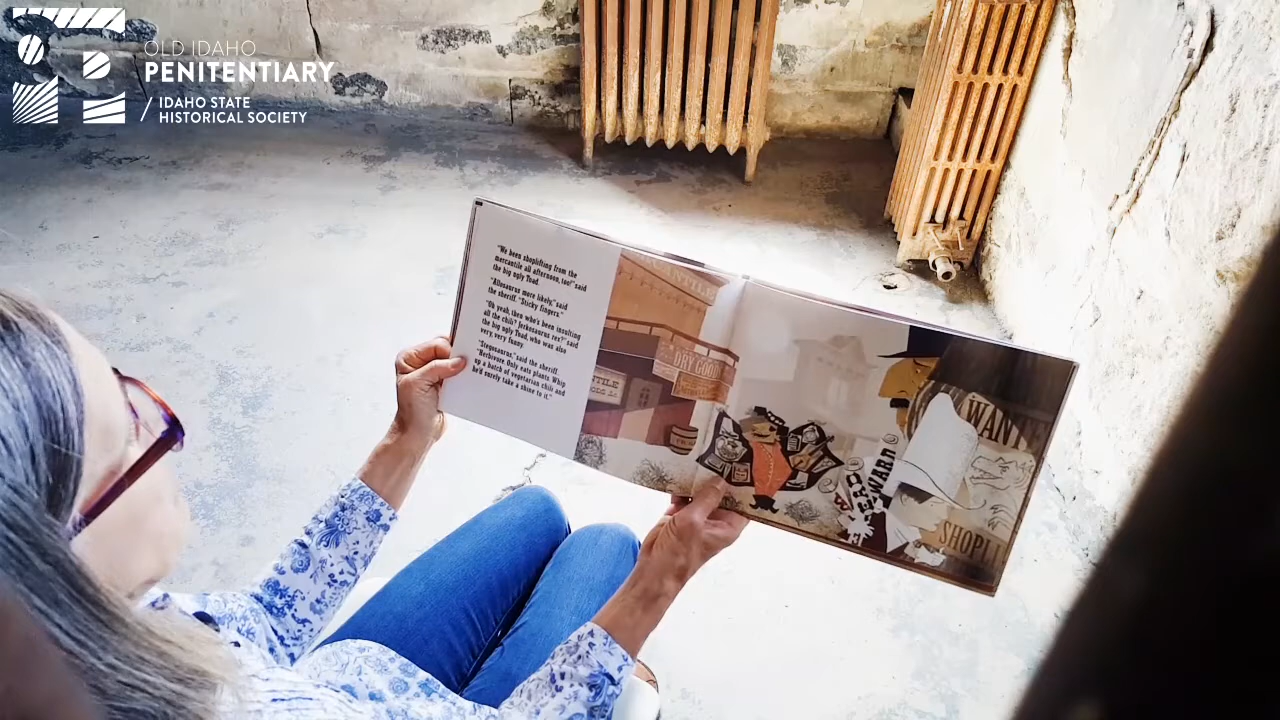 OLD IDAHO
PENITENTIARY
/ IDAHO STATE
HISTORICAL SOCIETY
"We been shoplifting from the
mercantile all afternoon, too!" said
the big ugly Toad.
"Allosaurus more likely," said
the sheriff. "Sticky fingers."
"Oh yeah, then who's been insulting
all the chili? Jerkosaurus rex?" said
the big ugly Toad, who was also
very, very funny.
"Stegosaurus," said the sheriff.
"Herbivore. Only eats plants. Whip
up a batch of vegetarian chili and
he'd surely take a shine to it."
DRY GOODS
WANT
SHOPLI